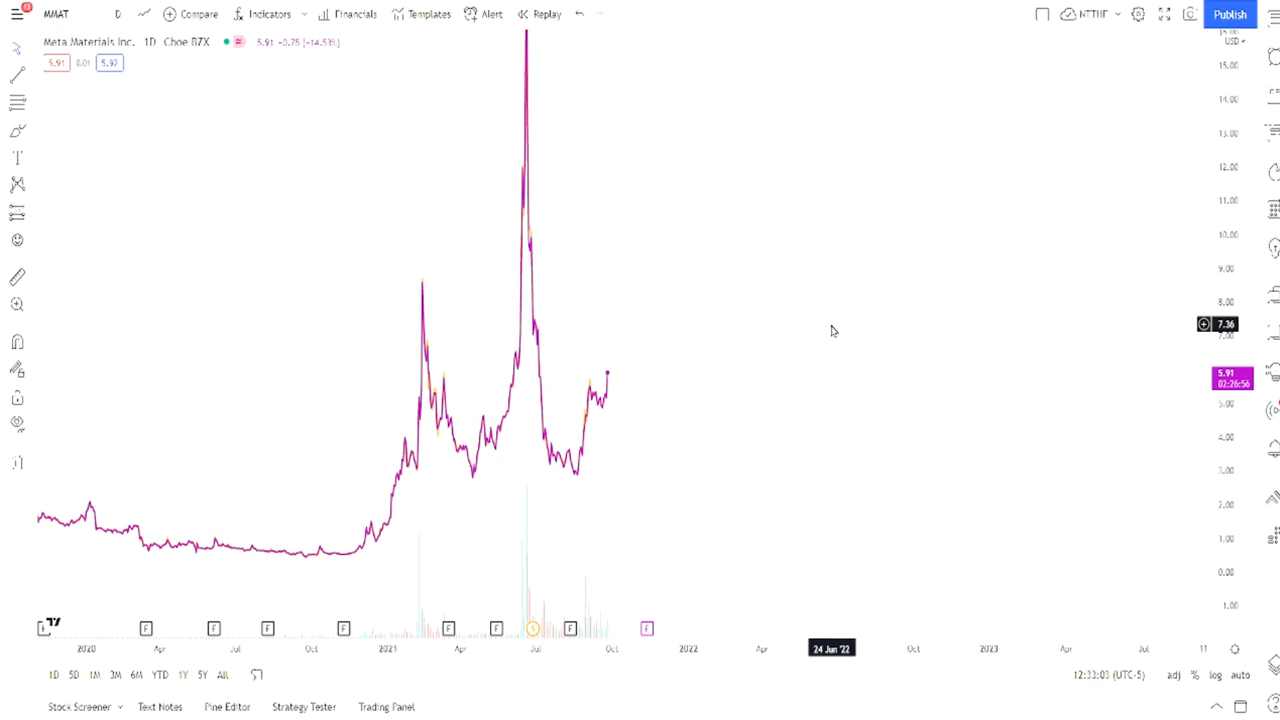 MMAT D Compare Indicators Financials Templates Alert Replay NTTHF Publish
Meta Materials Inc. 1D Cboe BZX 5.91 +0.75 (+14.53%)
USD
5.91 0.01 5.92
15.00
14.00
13.00
12.00
11.00
10.00
9.00
8.00
7.36
7.00
5.91
02:26:56
5.00
4.00
3.00
2.00
1.00
0.00
1.00
E E E E E E S E E
2020 Apr Jul Oct 2021 Apr Jul Oct 2022 Apr 24 Jun '22 Oct 2023 Apr Jul 11
1D 5D 1M 3M 6M YTD 1Y 5Y All 12:33:03 (UTC-5) adj % log auto
Stock Screener Text Notes Pine Editor Strategy Tester Trading Panel